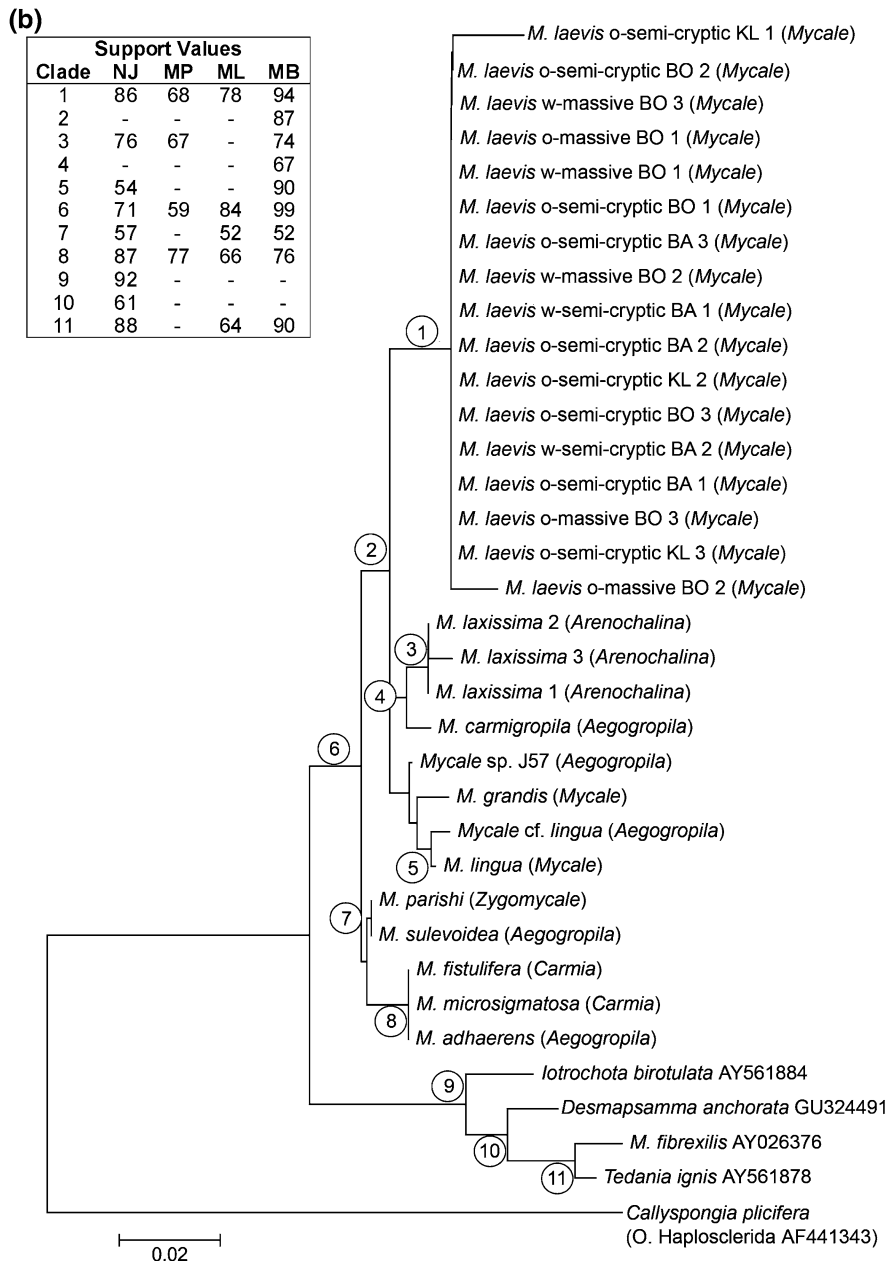 (b)
Support Values
Clade NJ MP ML MB
1 86 68 78 94
2 - - - 87
3 76 67 - 74
4 - - - 67
5 54 - - 90
6 71 59 84 99
7 57 - 52 52
8 87 77 66 76
9 92 - - -
10 61 - - -
11 88 - 64 90
M. laevis o-semi-cryptic KL 1 (Mycale)
M. laevis o-semi-cryptic BO 2 (Mycale)
M. laevis w-massive BO 3 (Mycale)
M. laevis o-massive BO 1 (Mycale)
M. laevis w-massive BO 1 (Mycale)
M. laevis o-semi-cryptic BO 1 (Mycale)
M. laevis o-semi-cryptic BA 3 (Mycale)
M. laevis w-massive BO 2 (Mycale)
M. laevis w-semi-cryptic BA 1 (Mycale)
1
M. laevis o-semi-cryptic BA 2 (Mycale)
M. laevis o-semi-cryptic KL 2 (Mycale)
M. laevis o-semi-cryptic BO 3 (Mycale)
M. laevis w-semi-cryptic BA 2 (Mycale)
M. laevis o-semi-cryptic BA 1 (Mycale)
M. laevis o-massive BO 3 (Mycale)
2
M. laevis o-semi-cryptic KL 3 (Mycale)
M. laevis o-massive BO 2 (Mycale)
M. laxissima 2 (Arenochalina)
3
M. laxissima 3 (Arenochalina)
M. laxissima 1 (Arenochalina)
4
M. carmigropila (Aegogropila)
6
Mycale sp. J57 (Aegogropila)
M. grandis (Mycale)
Mycale cf. lingua (Aegogropila)
5
M. lingua (Mycale)
M. parishi (Zygomycale)
7
M. sulevoidea (Aegogropila)
M. fistulifera (Carmia)
M. microsigmatosa (Carmia)
8
M. adhaerens (Aegogropila)
Iotrochota birotulata AY561884
9
Desmapsamma anchorata GU324491
10
M. fibrexilis AY026376
11
Tedania ignis AY561878
Callyspongia plicifera
(O. Haplosclerida AF441343)
0.02